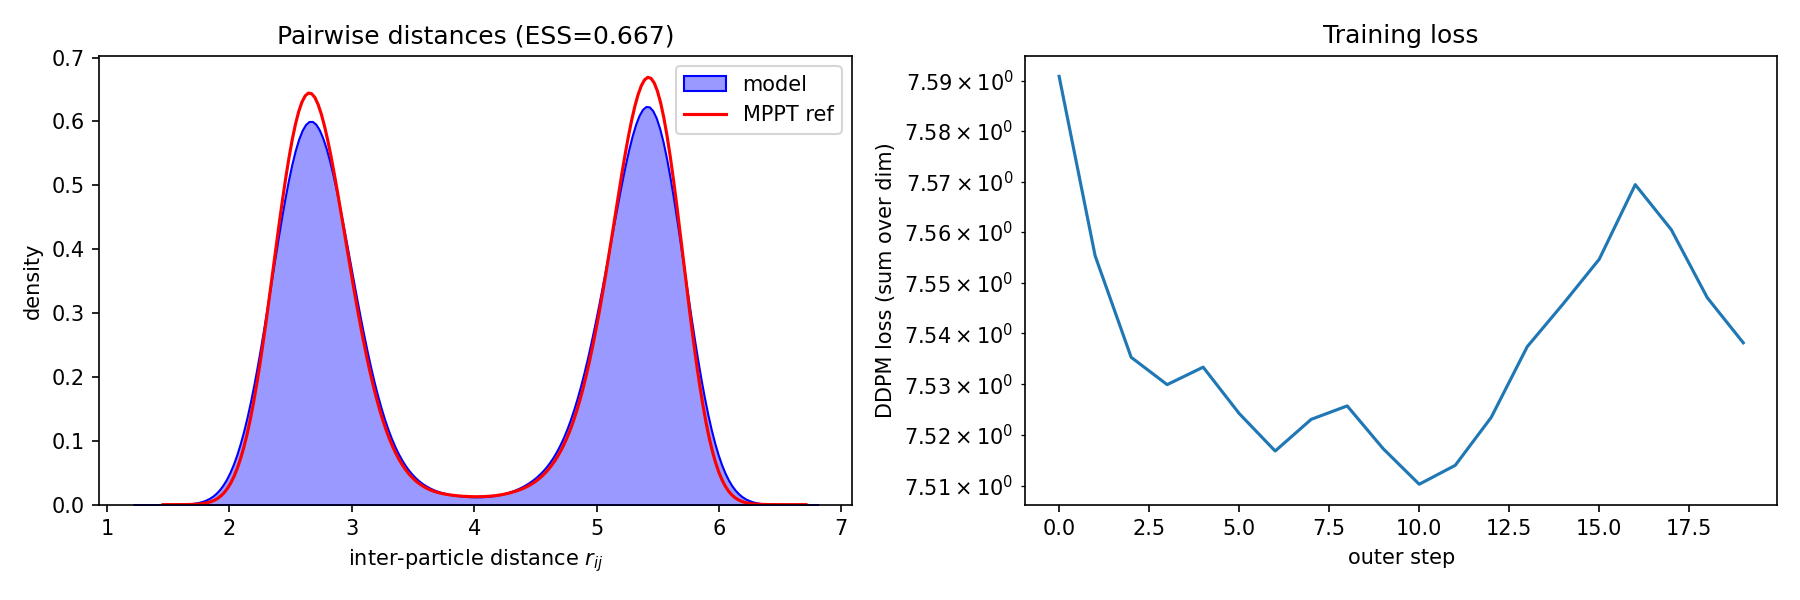 Pairwise distances (ESS=0.667)
0.7
0.6
0.5
0.4
0.3
0.2
0.1
0.0
density
1 2 3 4 5 6 7
inter-particle distance r_{ij}
model
MPPT ref
Training loss
7.59 × 10^0
7.58 × 10^0
7.57 × 10^0
7.56 × 10^0
7.55 × 10^0
7.54 × 10^0
7.53 × 10^0
7.52 × 10^0
7.51 × 10^0
DDPM loss (sum over dim)
0.0 2.5 5.0 7.5 10.0 12.5 15.0 17.5
outer step